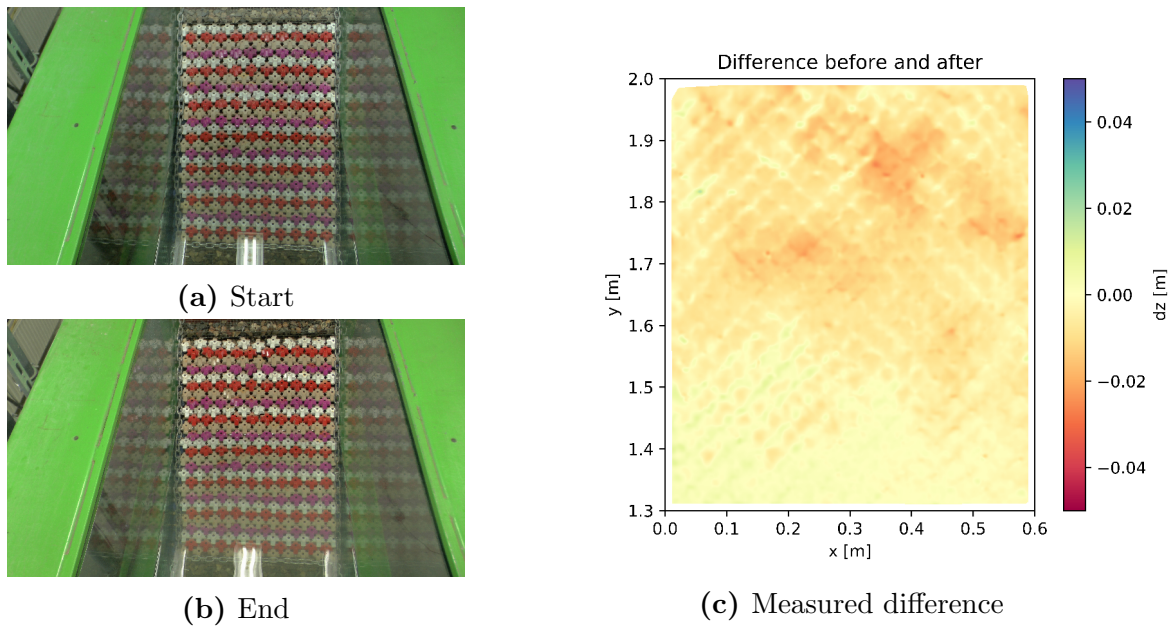 (a) Start
(b) End
Difference before and after
2.0
1.9
1.8
1.7
1.6
1.5
1.4
1.3
y [m]
0.0
0.1
0.2
0.3
0.4
0.5
0.6
x [m]
0.04
0.02
0.00
−0.02
−0.04
dz [m]
(c) Measured difference